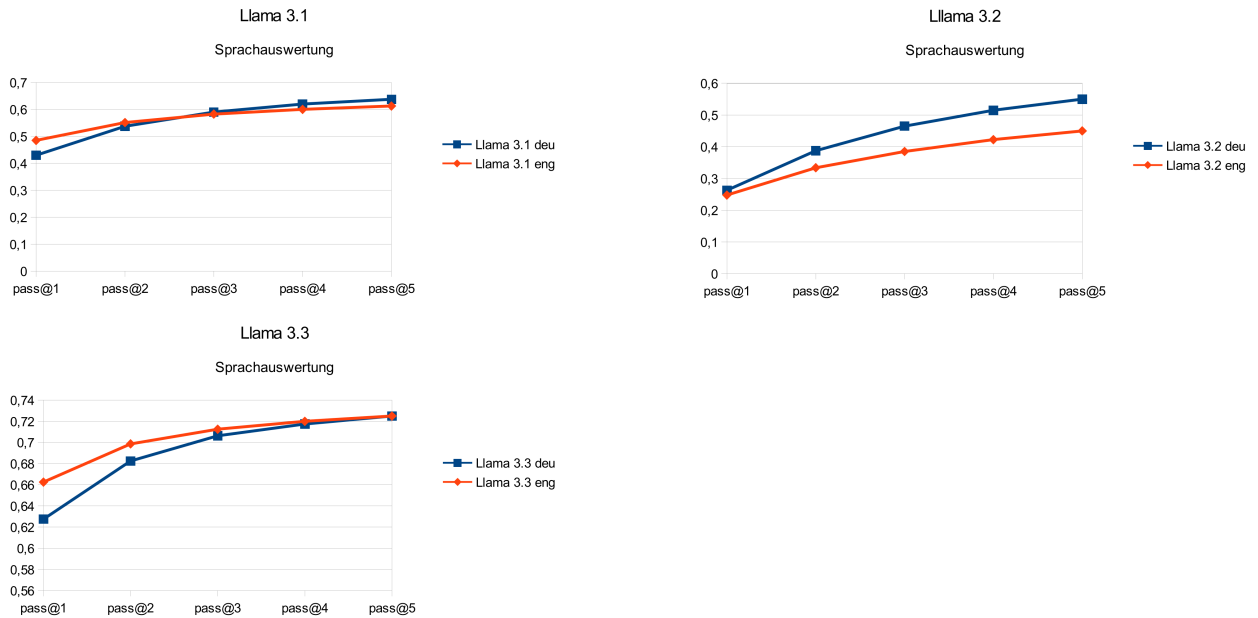 Llama 3.1
Sprachauswertung
0,7
0,6
0,5
0,4
0,3
0,2
0,1
0
pass@1 pass@2 pass@3 pass@4 pass@5
Llama 3.1 deu
Llama 3.1 eng
Lllama 3.2
Sprachauswertung
0,6
0,5
0,4
0,3
0,2
0,1
0
pass@1 pass@2 pass@3 pass@4 pass@5
Llama 3.2 deu
Llama 3.2 eng
Llama 3.3
Sprachauswertung
0,74
0,72
0,7
0,68
0,66
0,64
0,62
0,6
0,58
0,56
pass@1 pass@2 pass@3 pass@4 pass@5
Llama 3.3 deu
Llama 3.3 eng